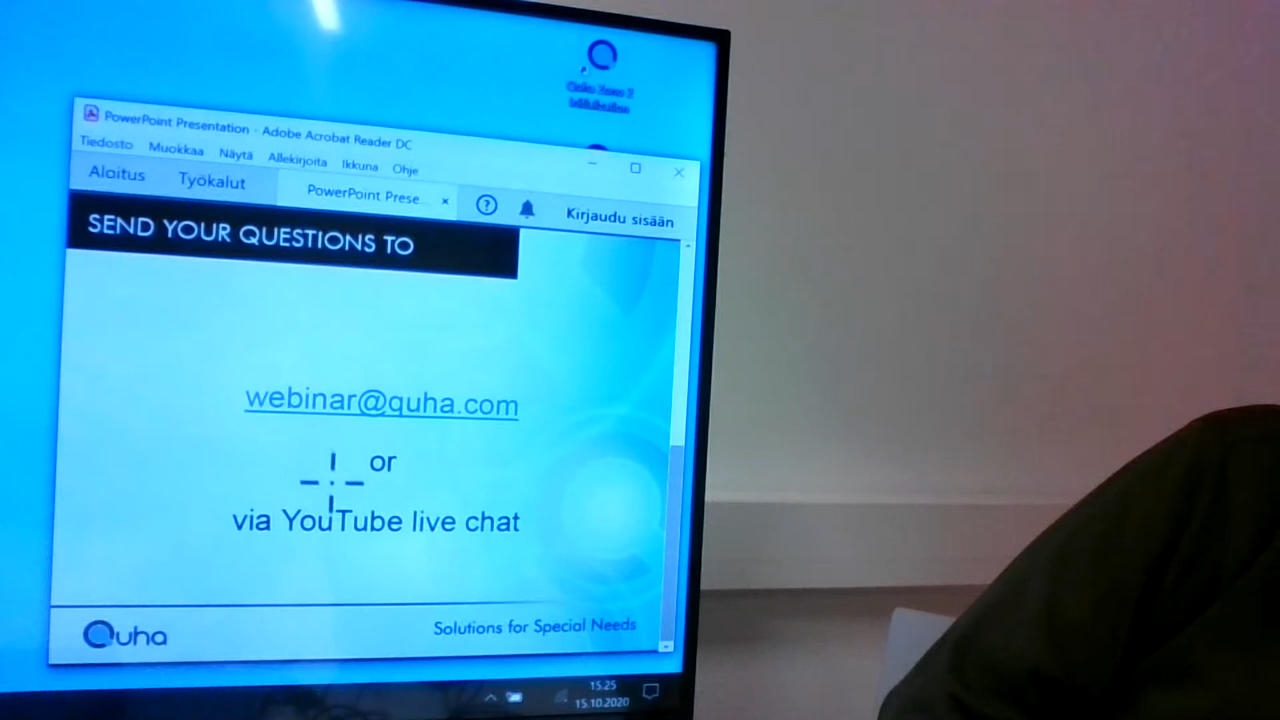 PowerPoint Presentation - Adobe Acrobat Reader DC
Tiedosto Muokkaa Näytä Allekirjoita Ikkuna Ohje
Aloitus Työkalut PowerPoint Prese... Kirjaudu sisään
SEND YOUR QUESTIONS TO
webinar@quha.com
or
via YouTube live chat
Quha Solutions for Special Needs
15.25
15.10.2020